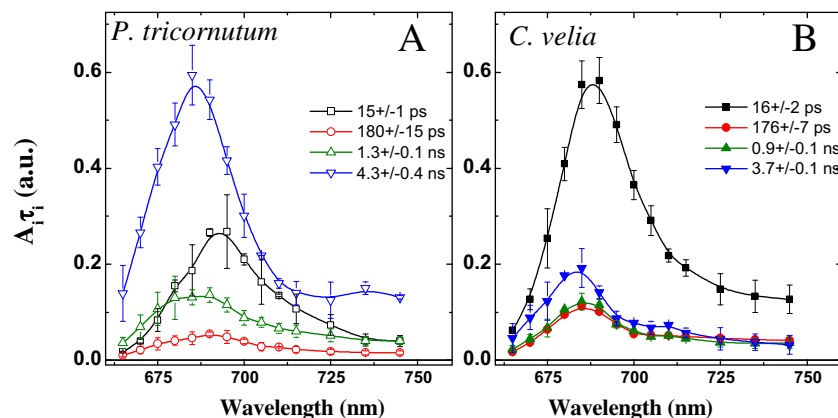 P. tricornutum A
C. velia B
15+/-1 ps
180+/-15 ps
1.3+/-0.1 ns
4.3+/-0.4 ns
16+/-2 ps
176+/-7 ps
0.9+/-0.1 ns
3.7+/-0.1 ns
Aᵢτᵢ (a.u.)
0.6
0.4
0.2
0.0
0.6
0.4
0.2
0.0
675 700 725 750
675 700 725 750
Wavelength (nm)
Wavelength (nm)